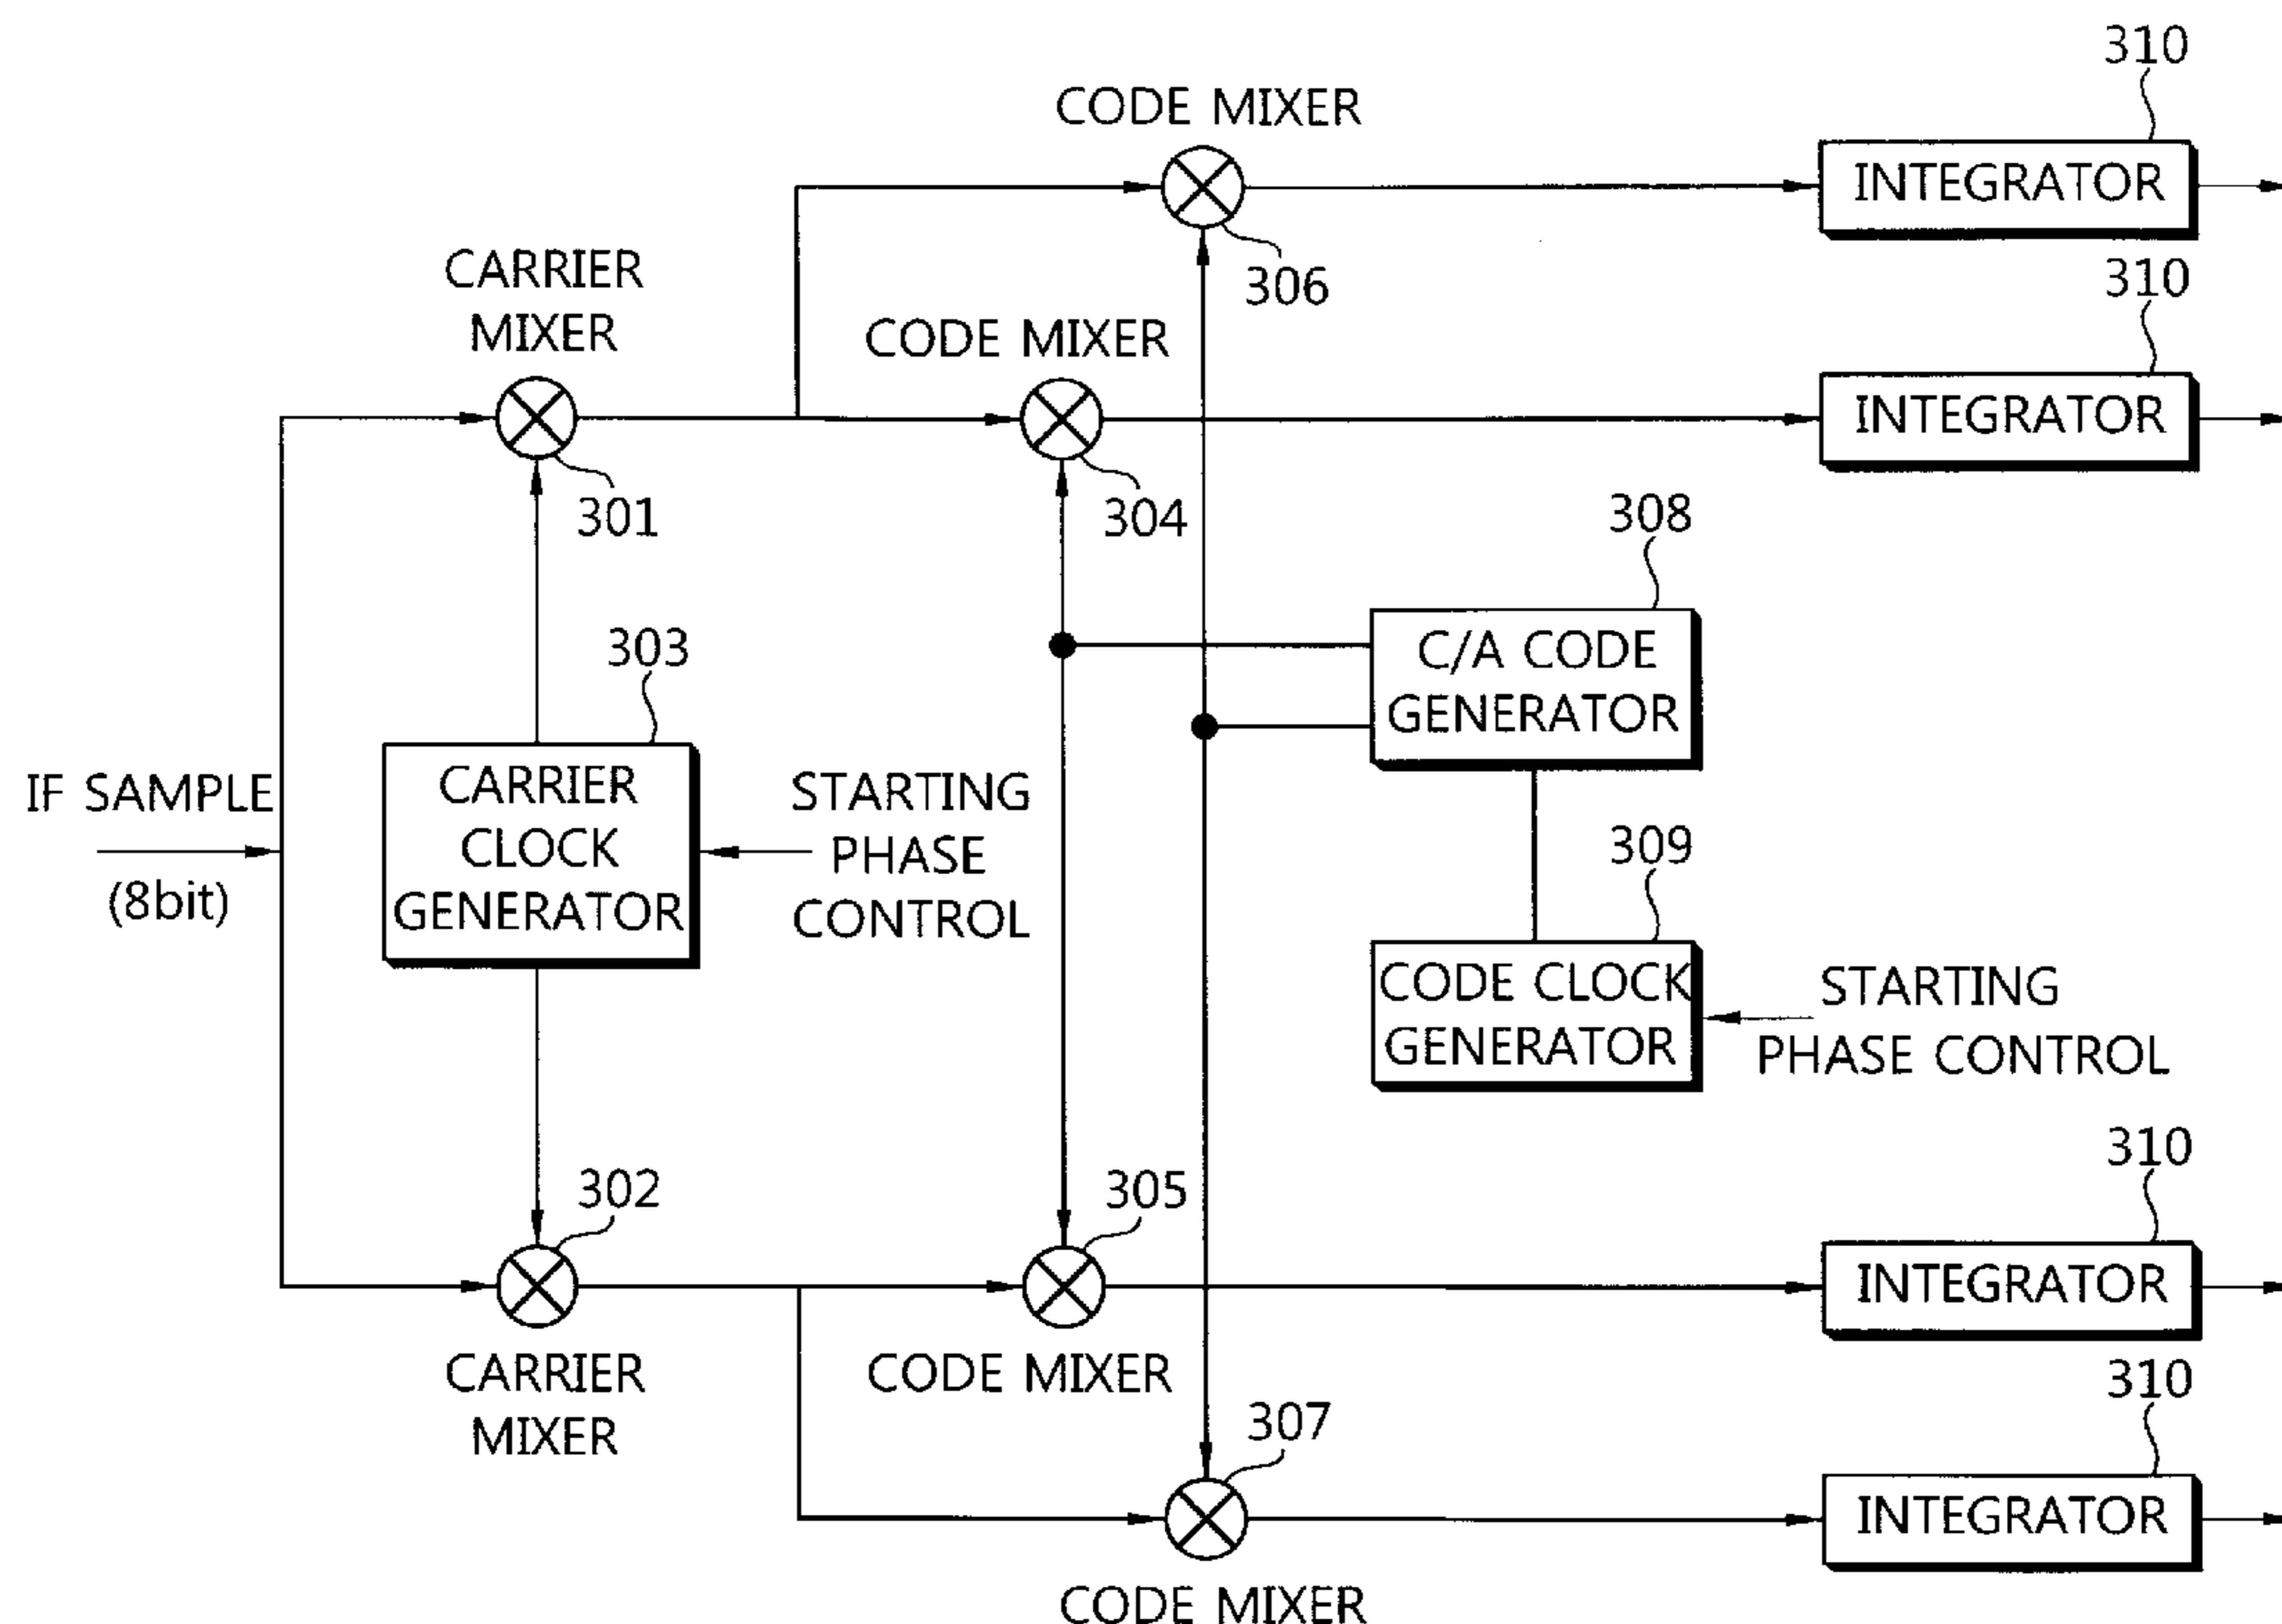 310
CODE MIXER
INTEGRATOR
306
310
CARRIER
MIXER
CODE MIXER
INTEGRATOR
301
304
308
303
C/A CODE
GENERATOR
IF SAMPLE
(8bit)
CARRIER
CLOCK
GENERATOR
STARTING
PHASE
CONTROL
309
CODE CLOCK
GENERATOR
STARTING
PHASE CONTROL
310
302
305
INTEGRATOR
CARRIER
MIXER
CODE MIXER
310
307
INTEGRATOR
CODE MIXER